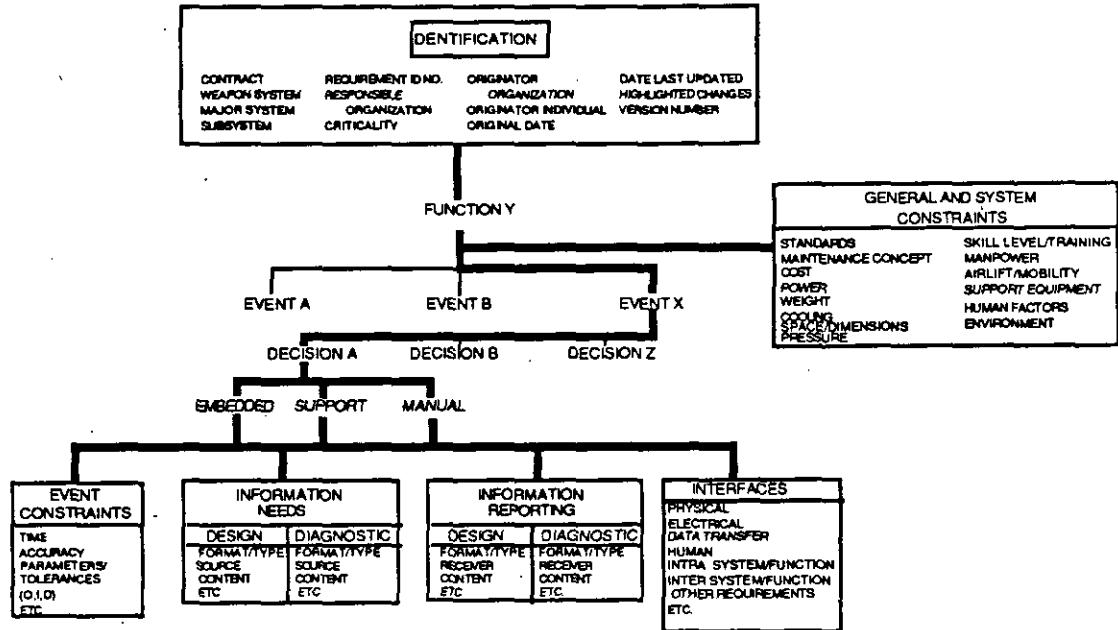 DENTIFICATION
CONTRACT REQUIREMENT ID NO. ORIGINATOR DATE LAST UPDATED
WEAPON SYSTEM RESPONSIBLE ORGANIZATION HIGHLIGHTED CHANGES
MAJOR SYSTEM ORGANIZATION ORIGINATOR INDIVIDUAL VERSION NUMBER
SUBSYSTEM CRITICALITY ORIGINAL DATE
FUNCTION Y
GENERAL AND SYSTEM
CONSTRAINTS
STANDARDS SKILL LEVEL/TRAINING
MAINTENANCE CONCEPT MANPOWER
COST AIRLIFT/MOBILITY
POWER SUPPORT EQUIPMENT
WEIGHT HUMAN FACTORS
COOLING ENVIRONMENT
SPACE/DIMENSIONS
PRESSURE
EVENT A EVENT B EVENT X
DECISION A DECISION B DECISION Z
EMBEDDED SUPPORT MANUAL
EVENT
CONSTRAINTS
TIME
ACCURACY
PARAMETERS/
TOLERANCES
(O,I,D)
ETC
INFORMATION
NEEDS
DESIGN DIAGNOSTIC
FORMAT/TYPE FORMAT/TYPE
SOURCE SOURCE
CONTENT CONTENT
ETC ETC
INFORMATION
REPORTING
DESIGN DIAGNOSTIC
FORMAT/TYPE FORMAT/TYPE
RECEIVER RECEIVER
CONTENT CONTENT
ETC ETC.
INTERFACES
PHYSICAL
ELECTRICAL
DATA TRANSFER
HUMAN
INTRA SYSTEM/FUNCTION
INTER SYSTEM/FUNCTION
OTHER REQUIREMENTS
ETC.